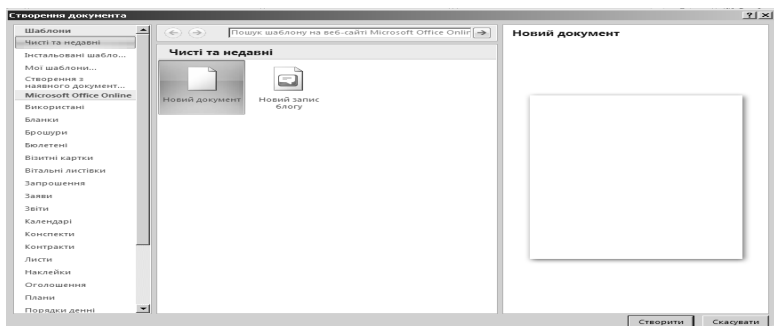 Створення документа
Шаблони
Чисті та недавні
Інстальовані шабло...
Мої шаблони...
Створення з
наявного документ...
Microsoft Office Online
Використані
Бланки
Брошури
Бюлетені
Візитні картки
Вітальні листівки
Запрошення
Заяви
Звіти
Календарі
Конспекти
Контракти
Листи
Наклейки
Оголошення
Плани
Порядки денні
Пошук шаблону на веб-сайті Microsoft Office Onlin
Чисті та недавні
Новий документ
Новий запис
блогу
Новий документ
Створити
Скасувати